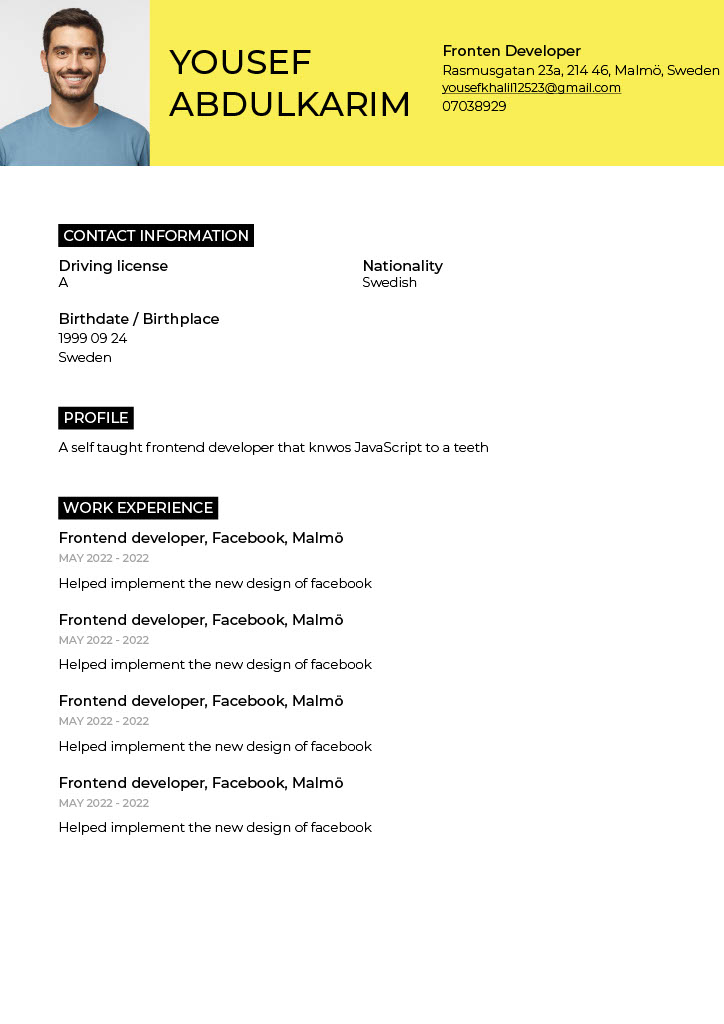 YOUSEF
ABDULKARIM
Fronten Developer
Rasmusgatan 23a, 214 46, Malmö, Sweden
yousefkhalil12523@gmail.com
07038929
CONTACT INFORMATION
Driving license
A
Nationality
Swedish
Birthdate / Birthplace
1999 09 24
Sweden
PROFILE
A self taught frontend developer that knwos JavaScript to a teeth
WORK EXPERIENCE
Frontend developer, Facebook, Malmö
MAY 2022 - 2022
Helped implement the new design of facebook
Frontend developer, Facebook, Malmö
MAY 2022 - 2022
Helped implement the new design of facebook
Frontend developer, Facebook, Malmö
MAY 2022 - 2022
Helped implement the new design of facebook
Frontend developer, Facebook, Malmö
MAY 2022 - 2022
Helped implement the new design of facebook